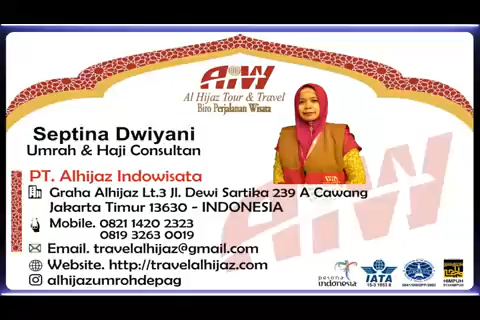 AIW
Al Hijaz Tour & Travel
Biro Perjalanan Wisata
Septina Dwiyani
Umrah & Haji Consultan
PT. Alhijaz Indowisata
Graha Alhijaz Lt.3 Jl. Dewi Sartika 239 A Cawang
Jakarta Timur 13630 - INDONESIA
Mobile. 0821 1420 2323
0819 3263 0019
Email. travelalhijaz@gmail.com
Website. http://travelalhijaz.com
alhijazumrohdepag
AIW
pesona
indonesia
IATA
HIMPUH